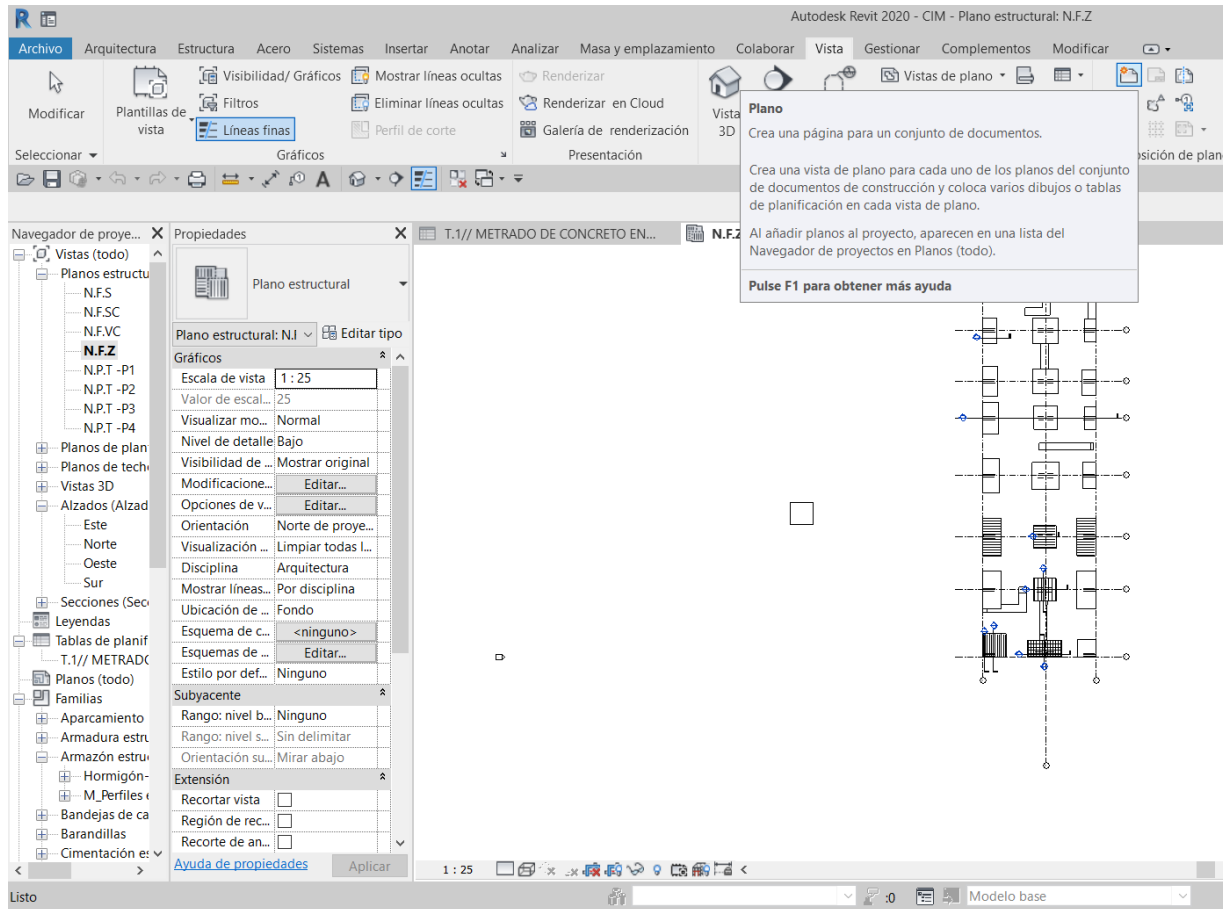 Autodesk Revit 2020 - CIM - Plano estructural: N.F.Z
Archivo Arquitectura Estructura Acero Sistemas Insertar Anotar Analizar Masa y emplazamiento Colaborar Vista Gestionar Complementos Modificar
Modificar
Plantillas de
vista
Visibilidad/ Gráficos
Filtros
Líneas finas
Mostrar líneas ocultas
Eliminar líneas ocultas
Perfil de corte
Renderizar
Renderizar en Cloud
Galería de renderización
Vista
3D
Vistas de plano
Seleccionar
Gráficos
Presentación
sición de plan
Plano
Crea una página para un conjunto de documentos.
Crea una vista de plano para cada uno de los planos del conjunto
de documentos de construcción y coloca varios dibujos o tablas
de planificación en cada vista de plano.
Al añadir planos al proyecto, aparecen en una lista del
Navegador de proyectos en Planos (todo).
Pulse F1 para obtener más ayuda
Navegador de proye...
Vistas (todo)
Planos estructu
N.F.S
N.F.SC
N.F.VC
N.F.Z
N.P.T -P1
N.P.T -P2
N.P.T -P3
N.P.T -P4
Planos de plan
Planos de tech
Vistas 3D
Alzados (Alzad
Este
Norte
Oeste
Sur
Secciones (Sec
Leyendas
Tablas de planif
T.1// METRADO
Planos (todo)
Familias
Aparcamiento
Armadura estru
Armazón estru
Hormigón-
M_Perfiles
Bandejas de ca
Barandillas
Cimentación es
Propiedades
Plano estructural
Plano estructural: N.F
Editar tipo
Gráficos
Escala de vista 1 : 25
Valor de escal... 25
Visualizar mo... Normal
Nivel de detalle Bajo
Visibilidad de ... Mostrar original
Modificacione... Editar...
Opciones de v... Editar...
Orientación Norte de proye...
Visualización ... Limpiar todas l...
Disciplina Arquitectura
Mostrar líneas... Por disciplina
Ubicación de ... Fondo
Esquema de c... <ninguno>
Esquemas de ... Editar...
Estilo por def... Ninguno
Subyacente
Rango: nivel b... Ninguno
Rango: nivel s... Sin delimitar
Orientación su... Mirar abajo
Extensión
Recortar vista
Región de rec...
Recorte de an...
Ayuda de propiedades
Aplicar
T.1// METRADO DE CONCRETO EN...
N.F.Z
1 : 25
Listo
:0
Modelo base